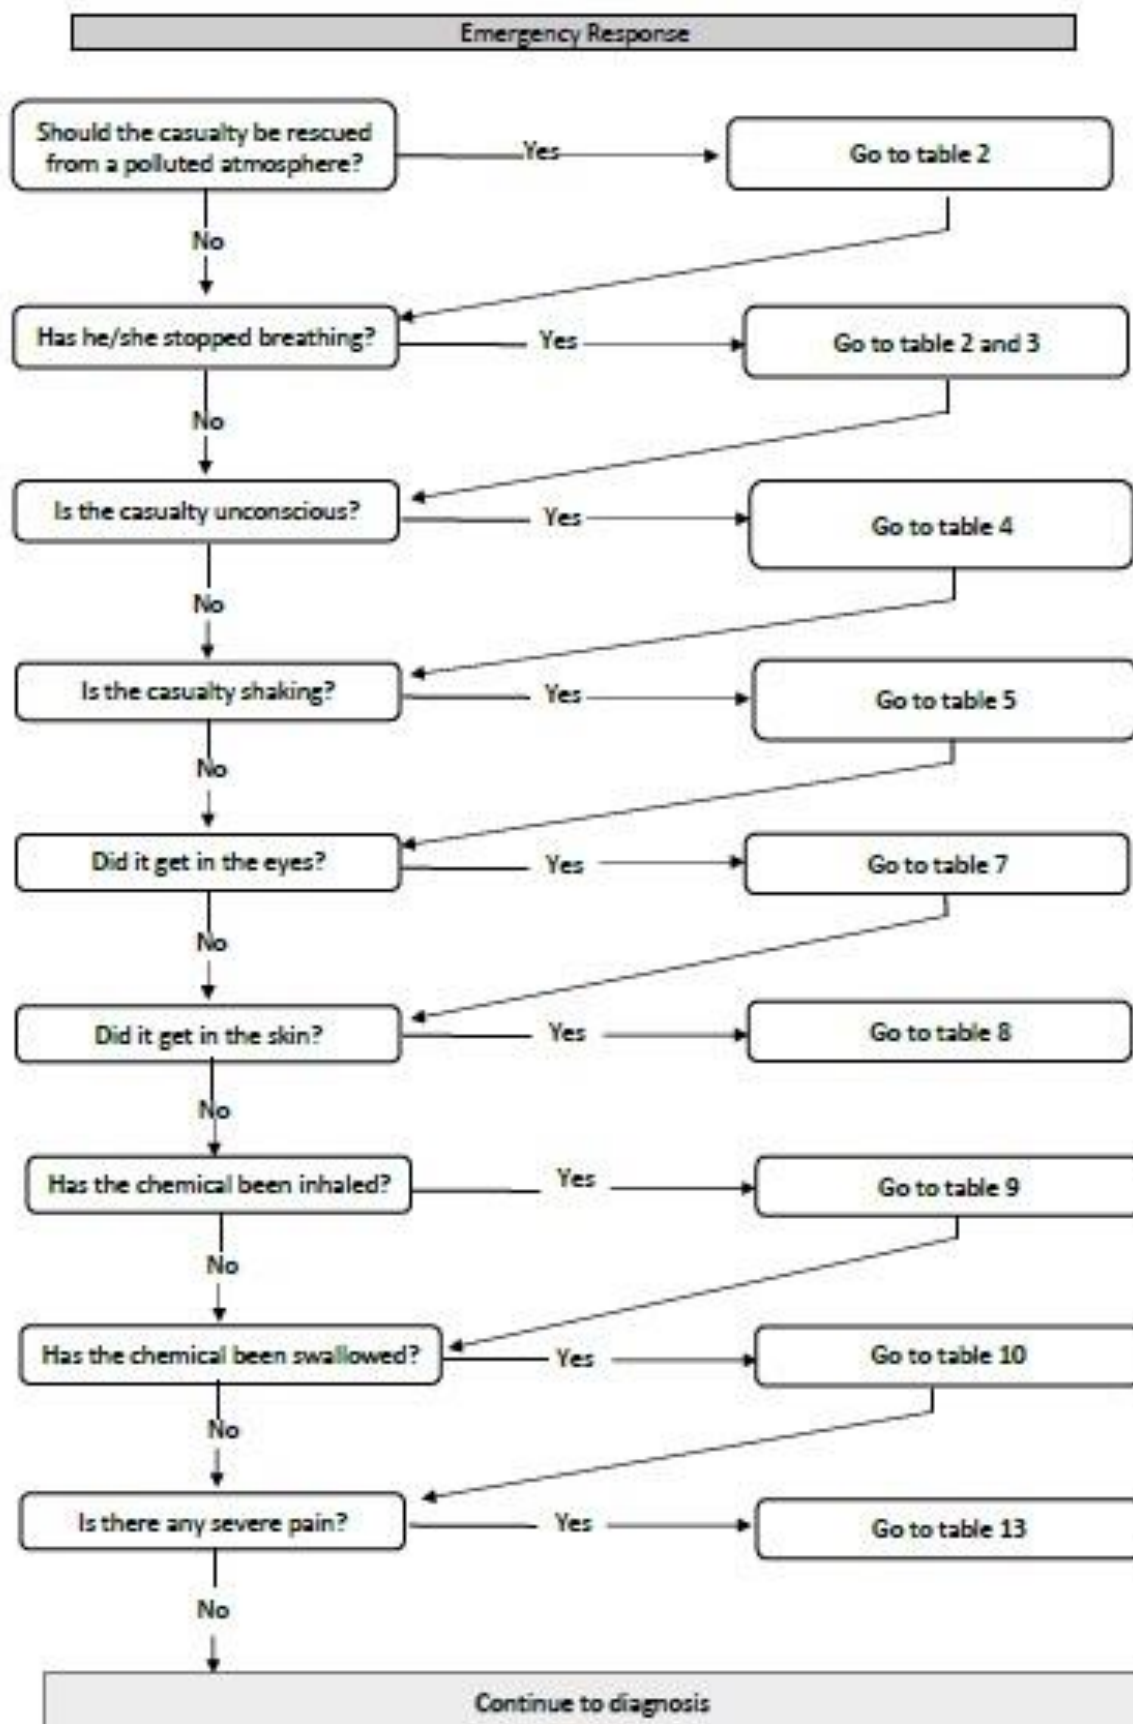 Emergency Response
Should the casualty be rescued
from a polluted atmosphere?
Yes
Go to table 2
No
Has he/she stopped breathing?
Yes
Go to table 2 and 3
No
Is the casualty unconscious?
Yes
Go to table 4
No
Is the casualty shaking?
Yes
Go to table 5
No
Did it get in the eyes?
Yes
Go to table 7
No
Did it get in the skin?
Yes
Go to table 8
No
Has the chemical been inhaled?
Yes
Go to table 9
No
Has the chemical been swallowed?
Yes
Go to table 10
No
Is there any severe pain?
Yes
Go to table 13
No
Continue to diagnosis